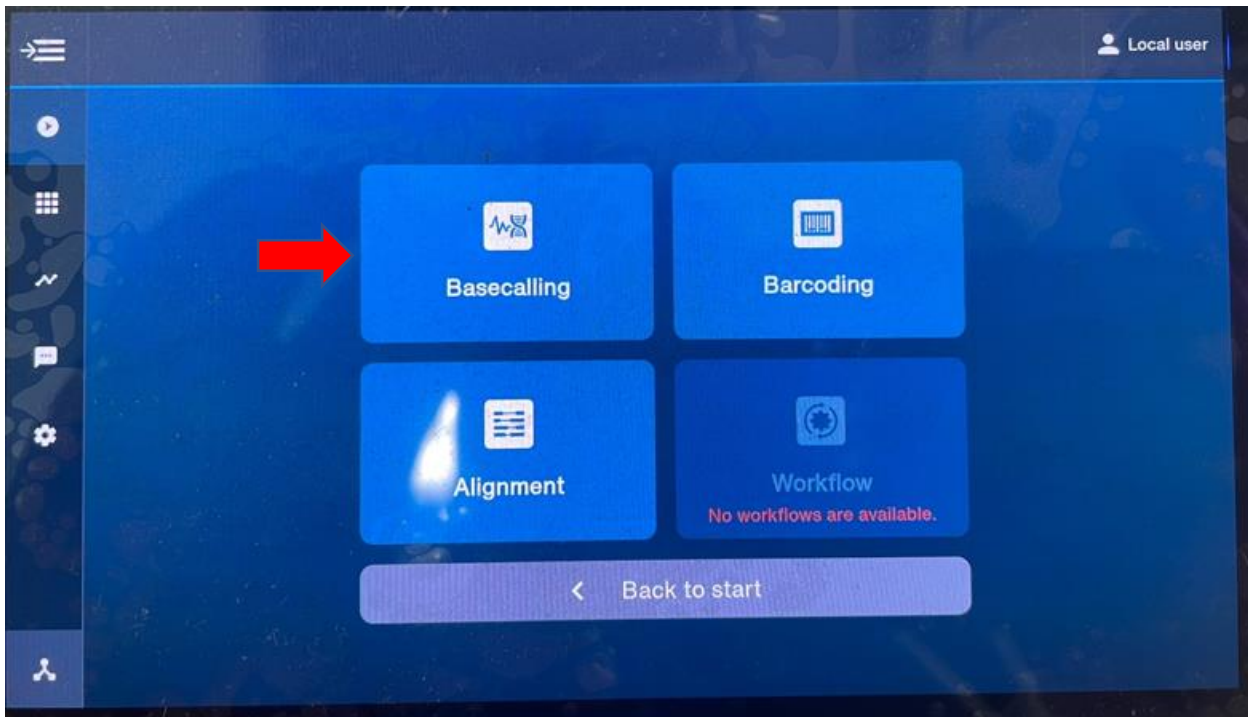 Local user
Basecalling
Barcoding
Alignment
Workflow
No workflows are available.
Back to start